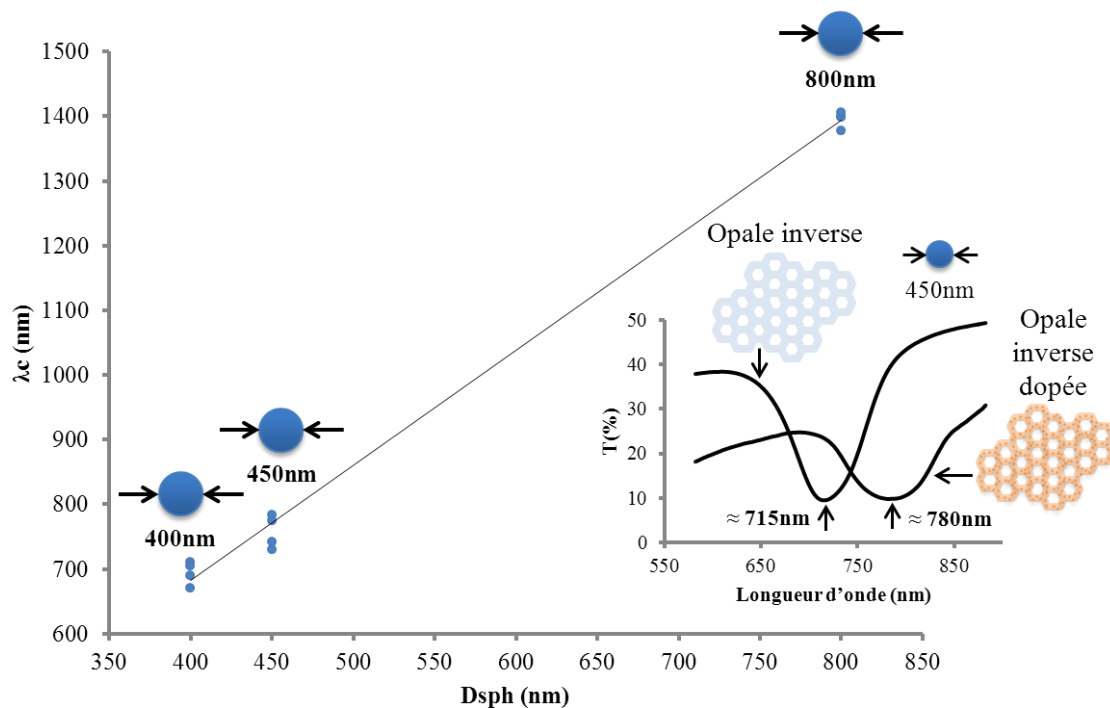 1500
1400
1300
1200
1100
1000
900
800
700
600
λc (nm)
350 400 450 500 550 600 650 700 750 800 850
Dsph (nm)
400nm
450nm
800nm
Opale inverse
450nm
Opale
inverse
dopée
50
40
30
20
10
0
T(%)
≈ 715nm
≈ 780nm
550 650 750 850
Longueur d’onde (nm)